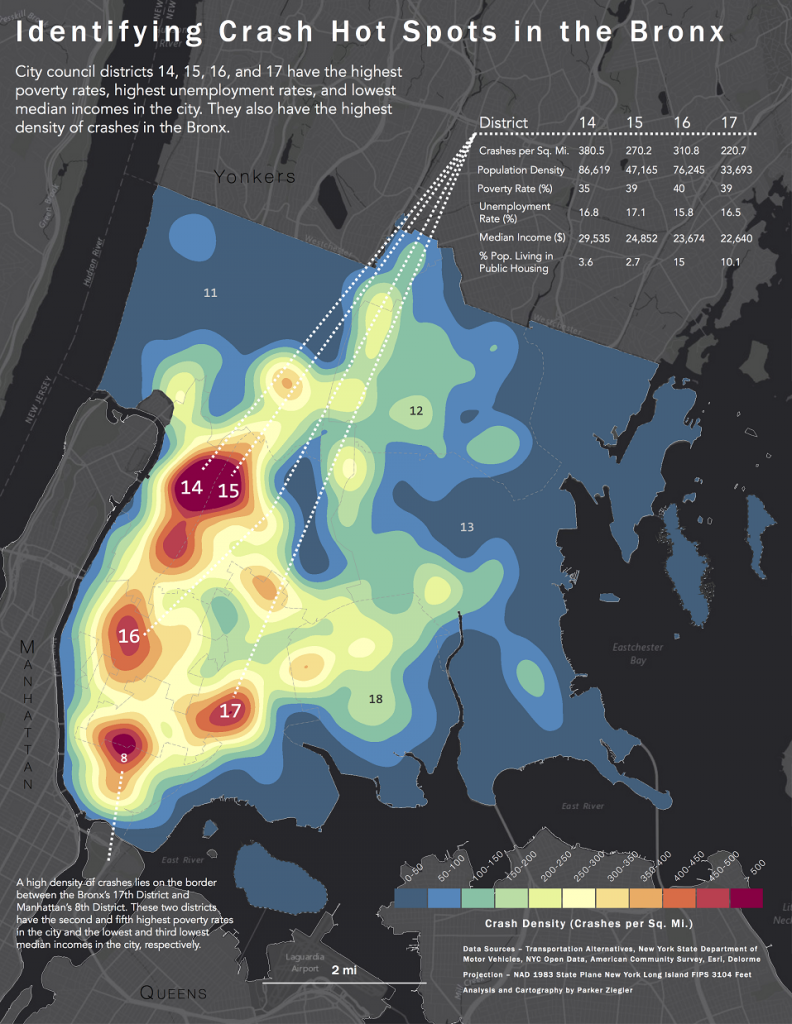 Identifying Crash Hot Spots in the Bronx
City council districts 14, 15, 16, and 17 have the highest
poverty rates, highest unemployment rates, and lowest
median incomes in the city. They also have the highest
density of crashes in the Bronx.
District 14 15 16 17
Crashes per Sq. Mi. 380.5 270.2 310.8 220.7
Population Density 86,619 47,165 76,245 33,693
Poverty Rate (%) 35 39 40 39
Unemployment
Rate (%) 16.8 17.1 15.8 16.5
Median Income ($) 29,535 24,852 23,674 22,640
% Pop. Living in
Public Housing 3.6 2.7 15 10.1
Yonkers
Westchester
Westchester
Hudson River
NEW JERSEY
11
12
14 15
13
16
17
18
8
MANHATTAN
Eastchester
Bay
East River
East River
A high density of crashes lies on the border
between the Bronx's 17th District and
Manhattan's 8th District. These two districts
have the second and fifth highest poverty rates
in the city and the lowest and third lowest
median incomes in the city, respectively.
Laguardia
Airport
2 mi
QUEENS
0-50 50-100 100-150 150-200 200-250 250-300 300-350 350-400 400-450 450-500 500
Crash Density (Crashes per Sq. Mi.)
Data Sources – Transportation Alternatives, New York State Department of
Motor Vehicles, NYC Open Data, American Community Survey, Esri, Delorme
Projection – NAD 1983 State Plane New York Long Island FIPS 3104 Feet
Analysis and Cartography by Parker Ziegler